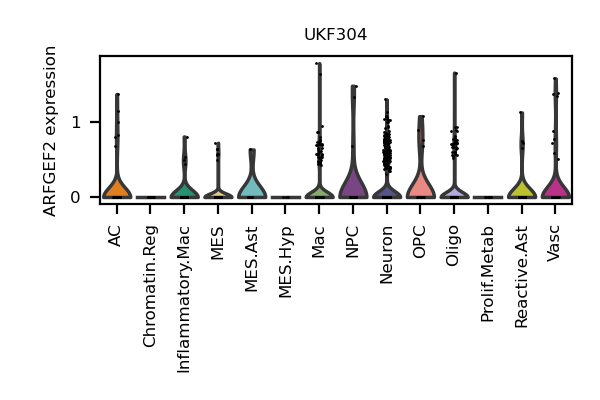 UKF304
ARFGEF2 expression
1
0
AC
Chromatin.Reg
Inflammatory.Mac
MES
MES.Ast
MES.Hyp
Mac
NPC
Neuron
OPC
Oligo
Prolif.Metab
Reactive.Ast
Vasc